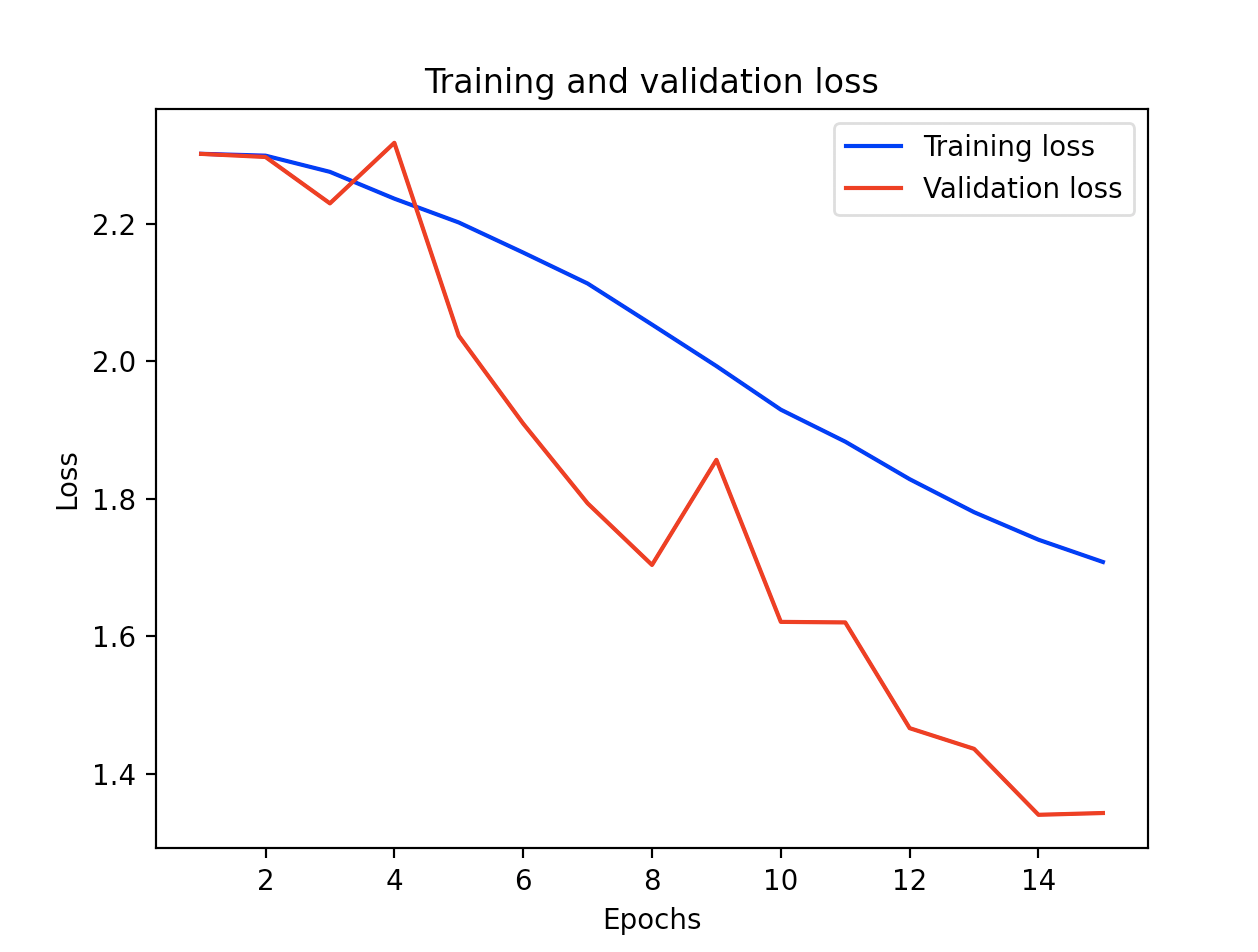 Training and validation loss
Training loss
Validation loss
2.2
2.0
1.8
1.6
1.4
Loss
2 4 6 8 10 12 14
Epochs